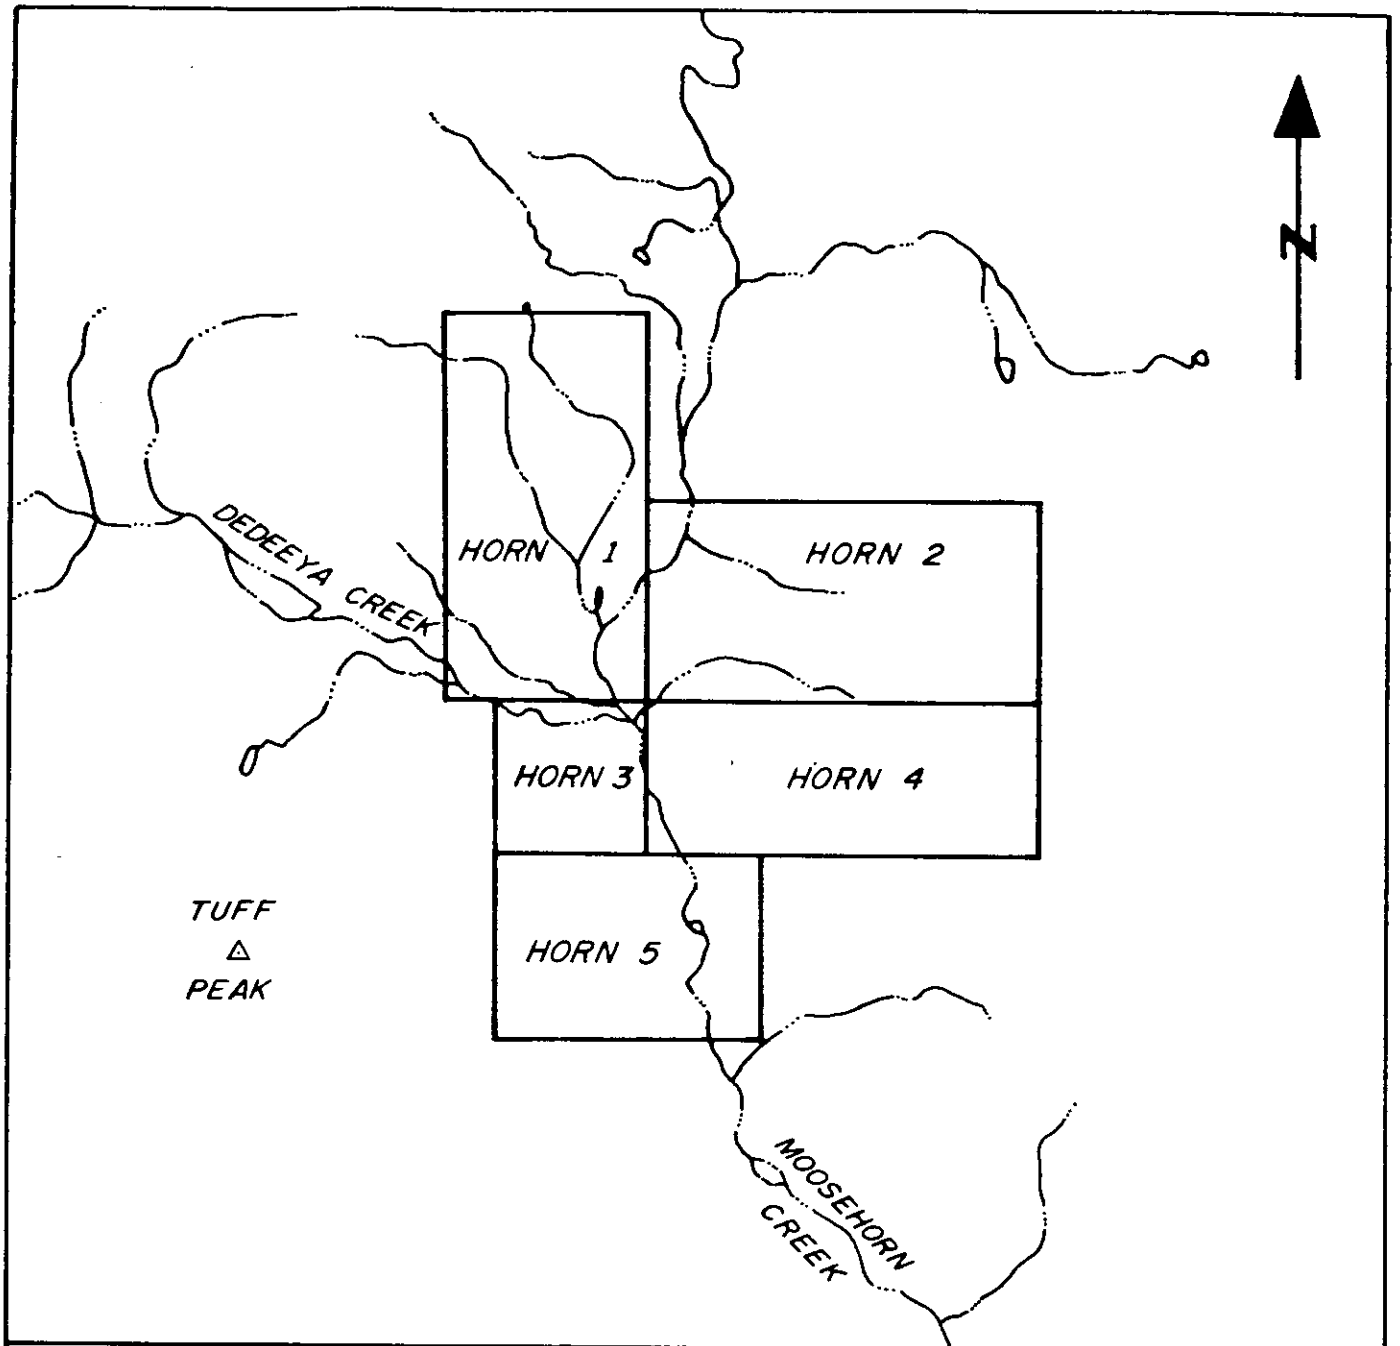 N
DEDEEYA CREEK
HORN 1
HORN 2
HORN 3
HORN 4
TUFF
PEAK
HORN 5
MOOSEHORN
CREEK